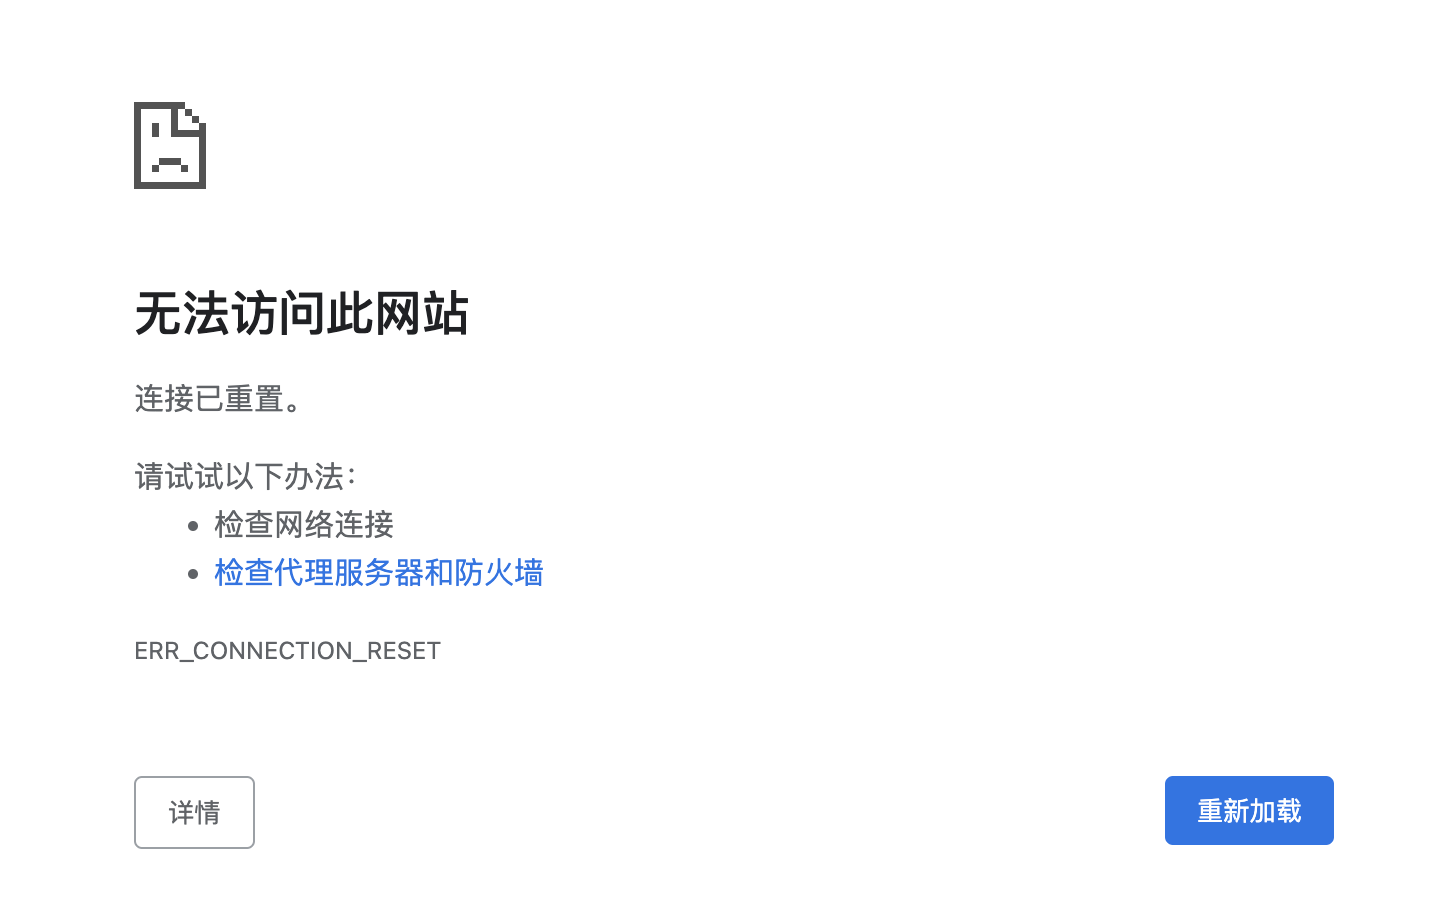 无法访问此网站
连接已重置。
请试试以下办法：
检查网络连接
检查代理服务器和防火墙
ERR_CONNECTION_RESET
详情
重新加载